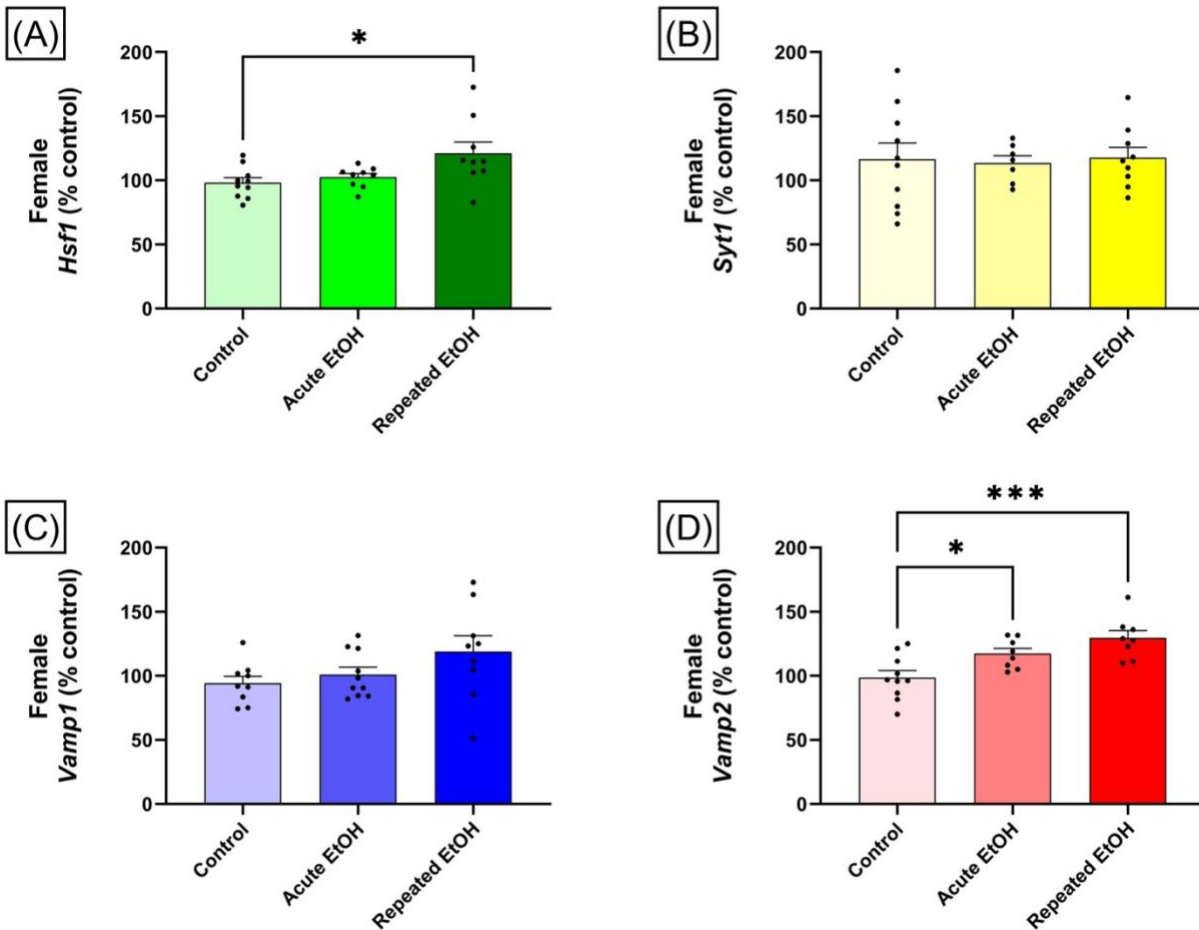 (A)
*
Female
Hsf1 (% control)
200
150
100
50
0
Control
Acute EtOH
Repeated EtOH
(B)
Female
Syt1 (% control)
200
150
100
50
0
Control
Acute EtOH
Repeated EtOH
(C)
Female
Vamp1 (% control)
200
150
100
50
0
Control
Acute EtOH
Repeated EtOH
(D)
***
*
Female
Vamp2 (% control)
200
150
100
50
0
Control
Acute EtOH
Repeated EtOH